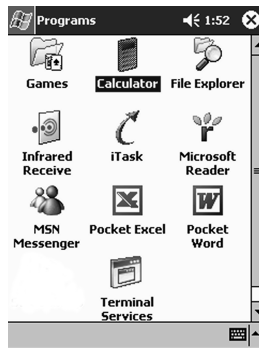 Programs 1:52
Games Calculator File Explorer
Infrared Receive iTask Microsoft Reader
MSN Messenger Pocket Excel Pocket Word
Terminal Services